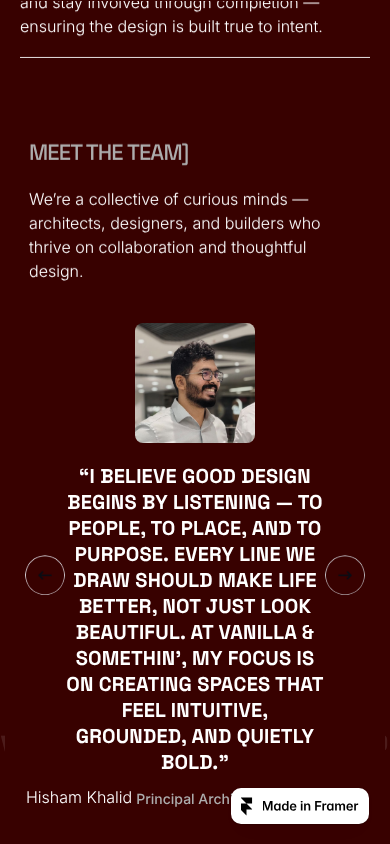 and stay involved through completion —
ensuring the design is built true to intent.
MEET THE TEAM]
We’re a collective of curious minds —
architects, designers, and builders who
thrive on collaboration and thoughtful
design.
“I BELIEVE GOOD DESIGN
BEGINS BY LISTENING — TO
PEOPLE, TO PLACE, AND TO
PURPOSE. EVERY LINE WE
DRAW SHOULD MAKE LIFE
BETTER, NOT JUST LOOK
BEAUTIFUL. AT VANILLA &
SOMETHIN’, MY FOCUS IS
ON CREATING SPACES THAT
FEEL INTUITIVE,
GROUNDED, AND QUIETLY
BOLD.”
Hisham Khalid Principal Arch
Made in Framer